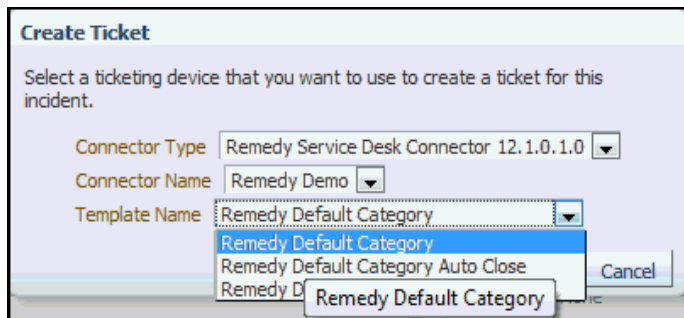 Create Ticket
Select a ticketing device that you want to use to create a ticket for this
incident.
Connector Type Remedy Service Desk Connector 12.1.0.1.0
Connector Name Remedy Demo
Template Name Remedy Default Category
Remedy Default Category
Remedy Default Category Auto Close
Cancel
Remedy D
Remedy Default Category